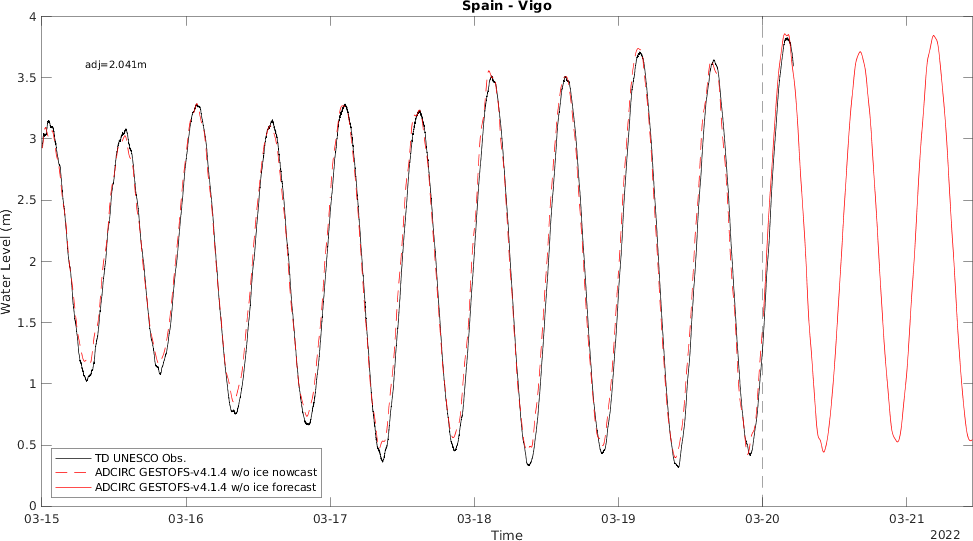 Spain - Vigo
4
3.5
3
2.5
2
1.5
1
0.5
0
Water Level (m)
adj=2.041m
TD UNESCO Obs.
ADCIRC GESTOFS-v4.1.4 w/o ice nowcast
ADCIRC GESTOFS-v4.1.4 w/o ice forecast
03-15 03-16 03-17 03-18 03-19 03-20 03-21
Time
2022